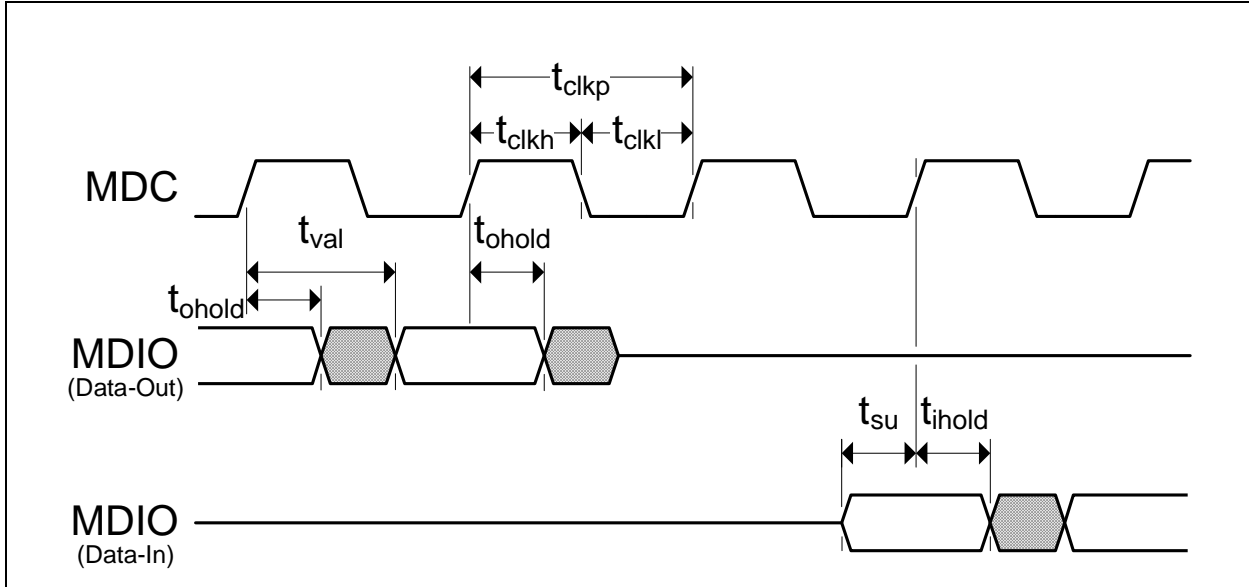 tclkp
tclkh tclkl
MDC
tval tohold
tohold
MDIO
(Data-Out)
tsu tihold
MDIO
(Data-In)